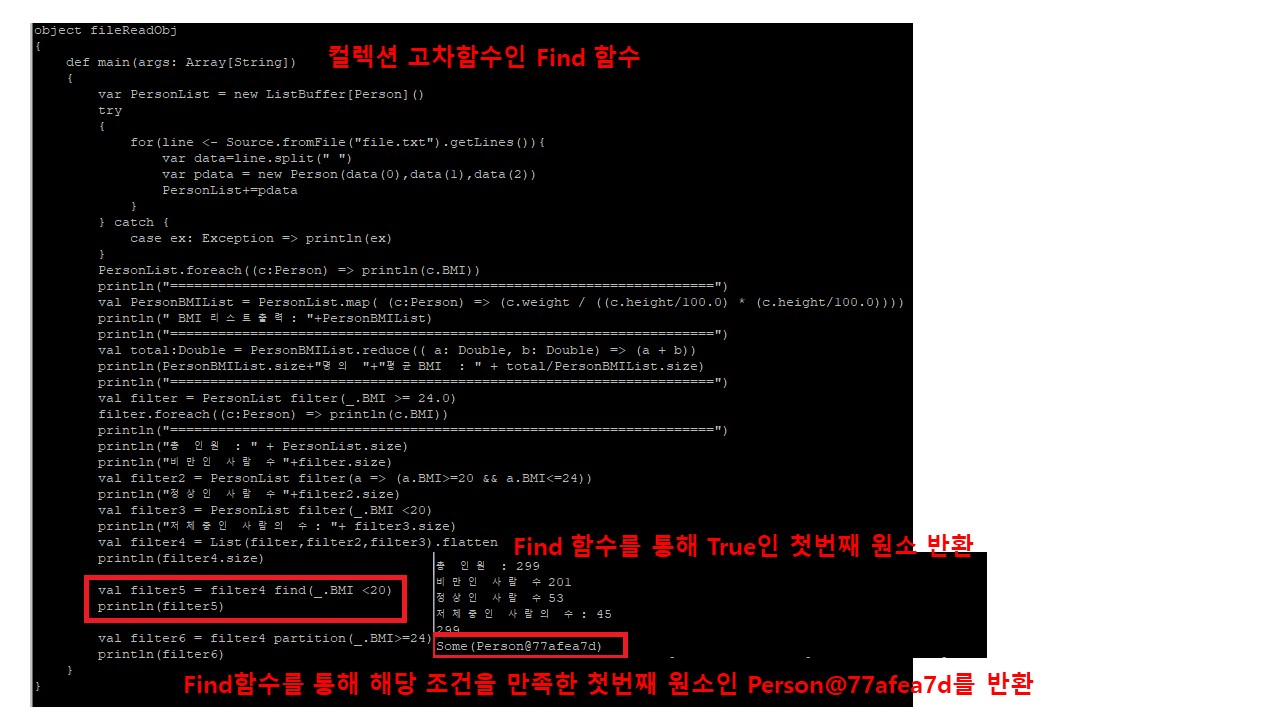 object fileReadObj
{
컬렉션 고차함수인 Find 함수
def main(args: Array[String])
{
var PersonList = new ListBuffer[Person]()
try
{
for(line <- Source.fromFile("file.txt").getLines()){
var data=line.split(" ")
var pdata = new Person(data(0),data(1),data(2))
PersonList+=pdata
}
} catch {
case ex: Exception => println(ex)
}
PersonList.foreach((c:Person) => println(c.BMI))
println("====================================================================")
val PersonBMIList = PersonList.map( (c:Person) => (c.weight / ((c.height/100.0) * (c.height/100.0))))
println(" BMI 리스트출력 : "+PersonBMIList)
println("====================================================================")
val total:Double = PersonBMIList.reduce(( a: Double, b: Double) => (a + b))
println(PersonBMIList.size+"명의 "+"평균BMI  : " + total/PersonBMIList.size)
println("====================================================================")
val filter = PersonList filter(_.BMI >= 24.0)
filter.foreach((c:Person) => println(c.BMI))
println("====================================================================")
println("총 인원 : " + PersonList.size)
println("비만인 사람 수 "+filter.size)
val filter2 = PersonList filter(a => (a.BMI>=20 && a.BMI<=24))
println("정상인 사람 수 "+filter2.size)
val filter3 = PersonList filter(_.BMI <20)
println("저체중인 사람의 수 : "+ filter3.size)
val filter4 = List(filter,filter2,filter3).flatten
println(filter4.size)
val filter5 = filter4 find(_.BMI <20)
println(filter5)
val filter6 = filter4 partition(_.BMI>=24)
println(filter6)
}
}
Find 함수를 통해 True인 첫번째 원소 반환
총 인원 : 299
비만인 사람 수 201
정상인 사람 수 53
저체중인 사람의 수 : 45
299
Some(Person@77afea7d)
Find함수를 통해 해당 조건을 만족한 첫번째 원소인 Person@77afea7d를 반환